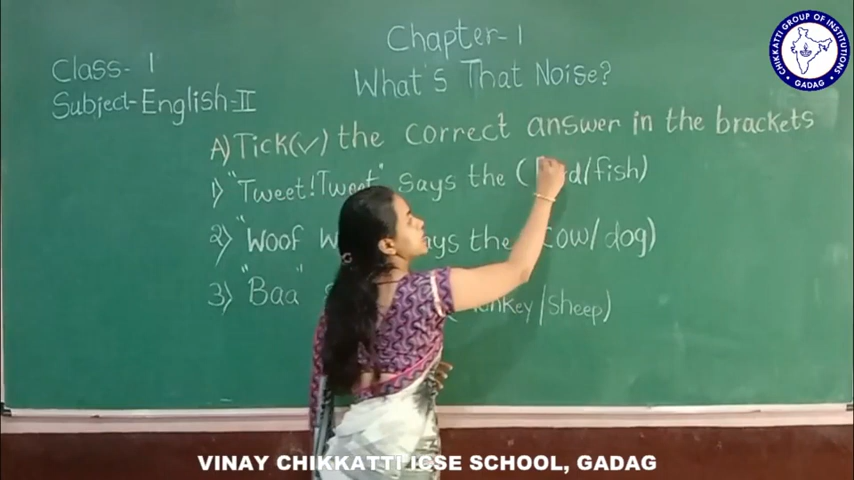 Chapter-1
What's That Noise?
Class- 1
Subject-English-II
A) Tick(✓) the correct answer in the brackets
1) "Tweet! Tweet" says the ( /fish)
2) "Woof says the cow/dog)
3) "Baa" /sheep)
CHIKKATTI GROUP OF INSTITUTIONS
GADAG
VINAY CHIKKATTI ICSE SCHOOL, GADAG